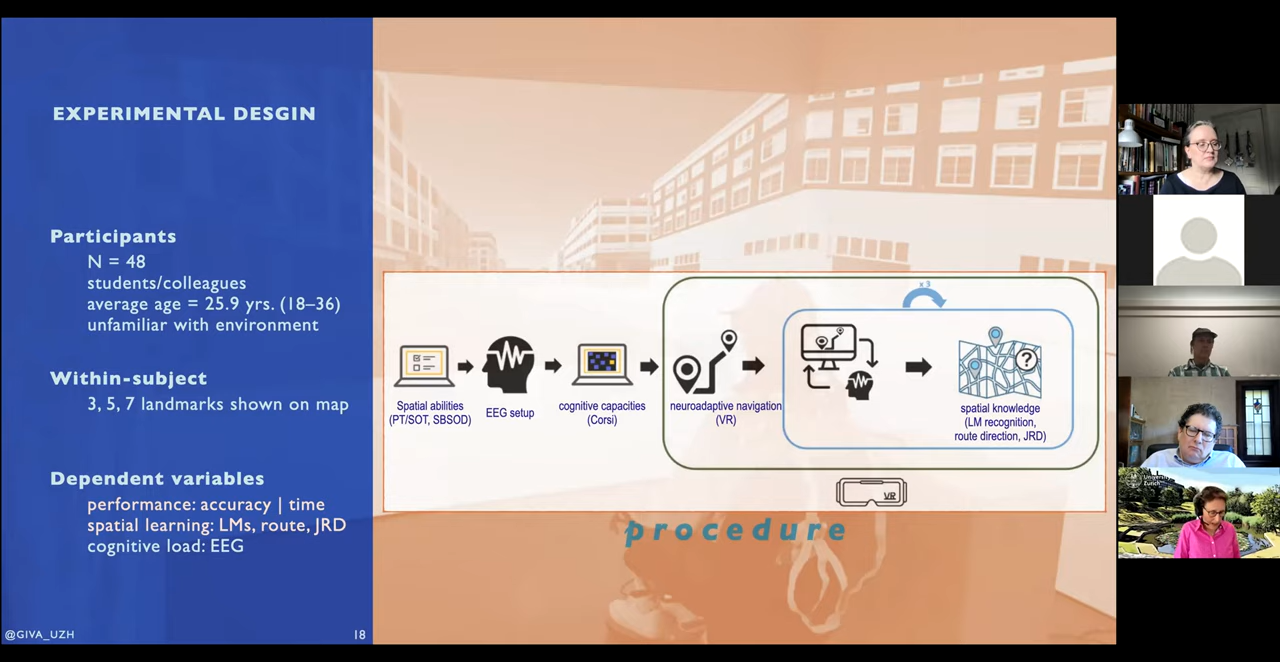 EXPERIMENTAL DESGIN
Participants
N = 48
students/colleagues
average age = 25.9 yrs. (18–36)
unfamiliar with environment
Within-subject
3, 5, 7 landmarks shown on map
Dependent variables
performance: accuracy | time
spatial learning: LMs, route, JRD
cognitive load: EEG
@GIVA_UZH
18
x 3
Spatial abilities
(PT/SOT, SBSOD)
EEG setup
cognitive capacities
(Corsi)
neuroadaptive navigation
(VR)
?
spatial knowledge
(LM recognition,
route direction, JRD)
VR
procedure
University
Zurich